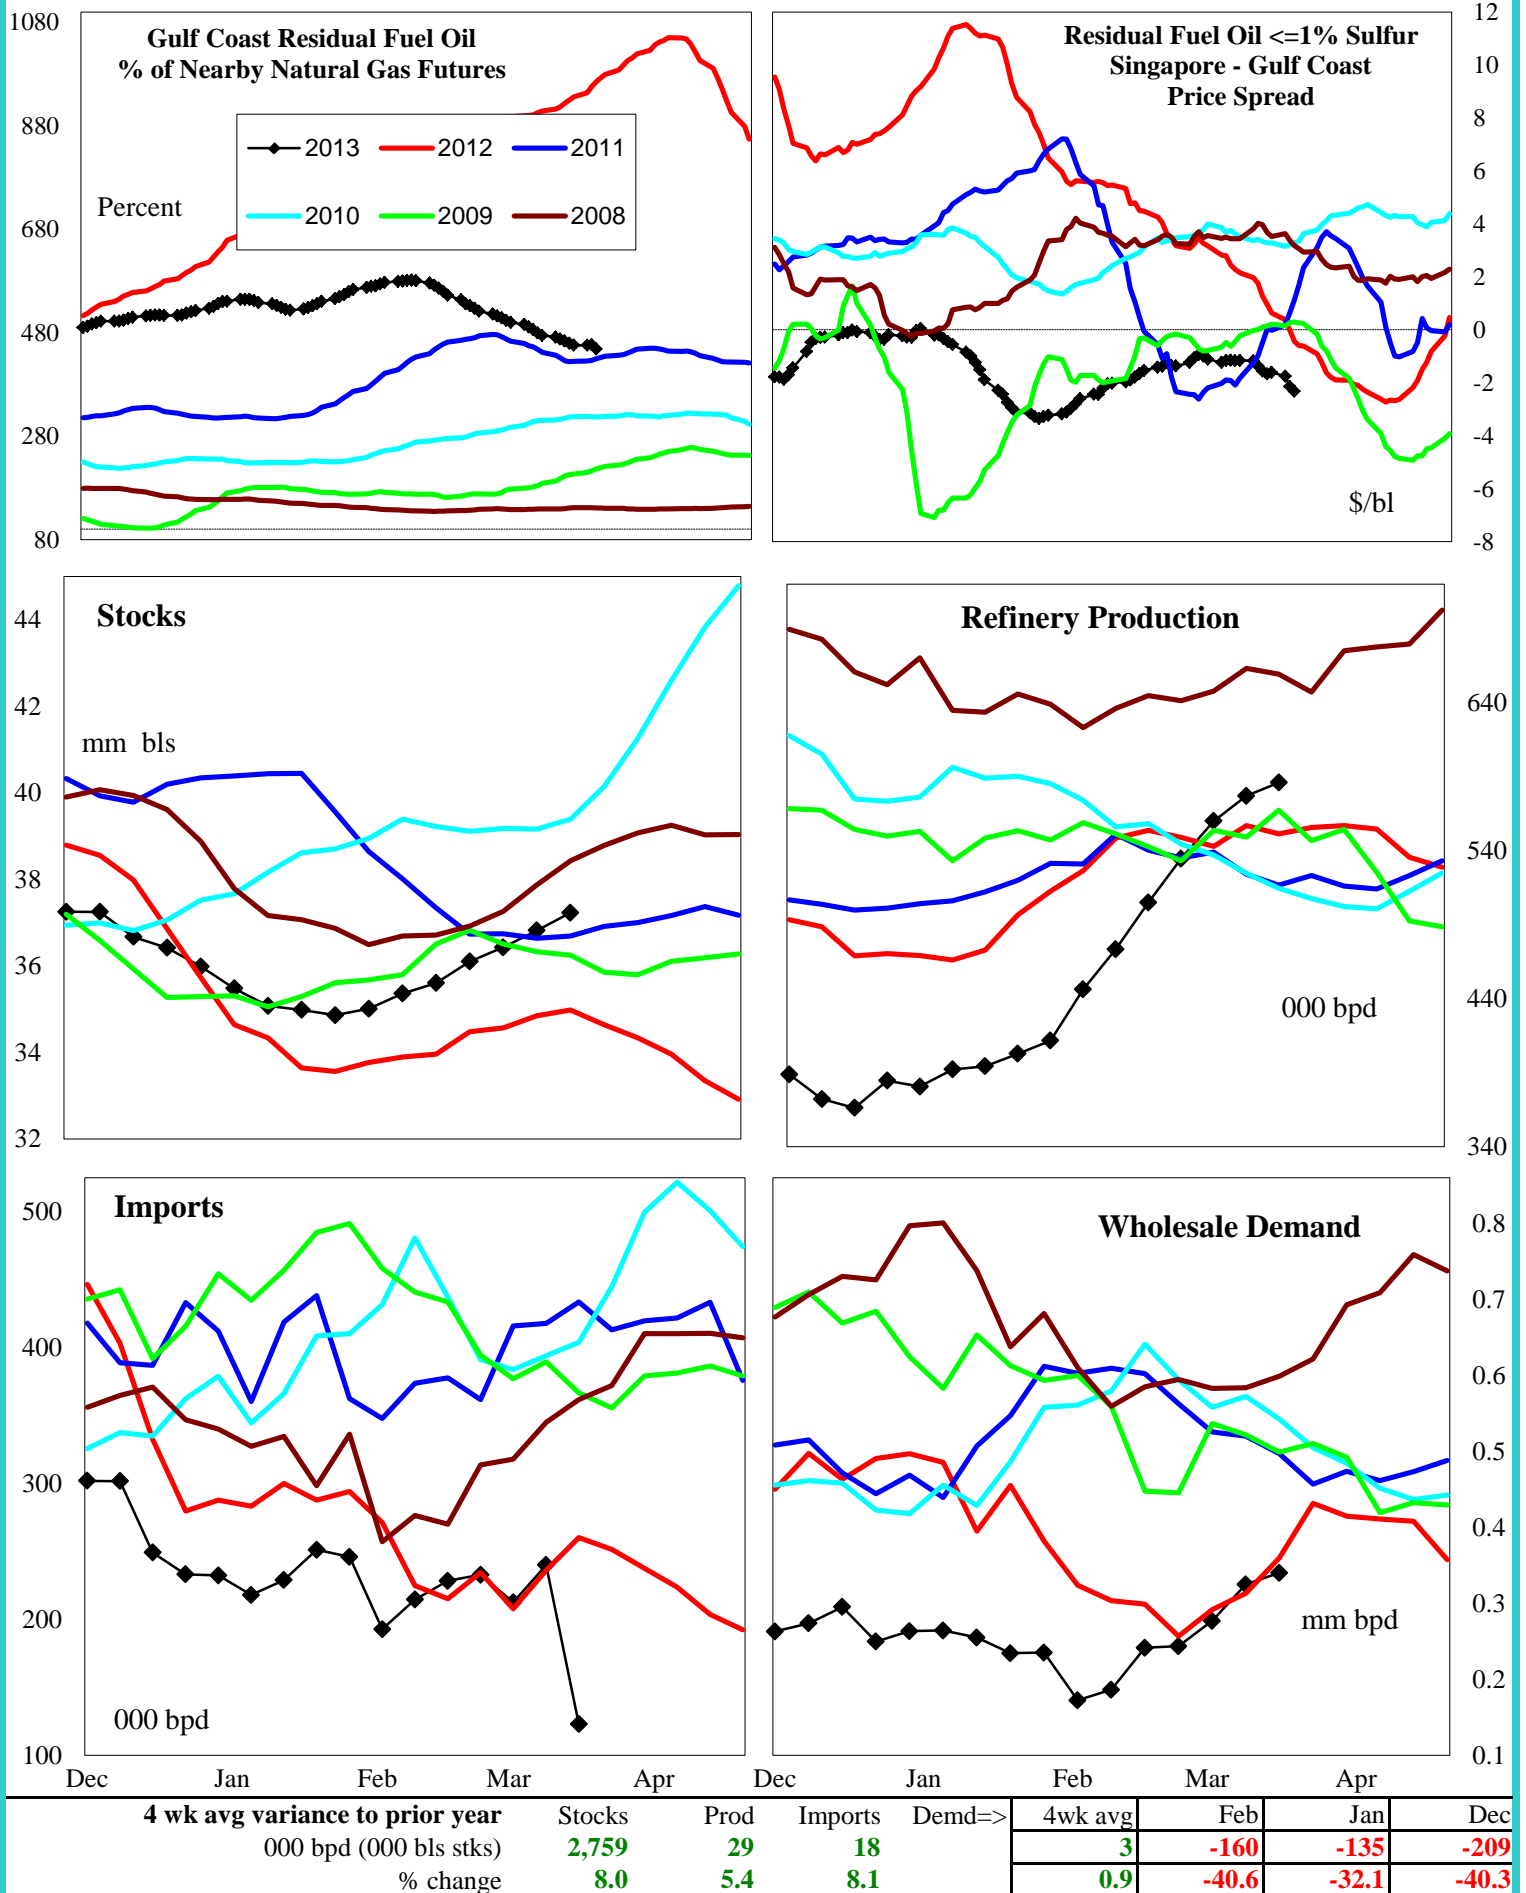 Gulf Coast Residual Fuel Oil
% of Nearby Natural Gas Futures
1080
880
680
480
280
80
Percent
2013 2012 2011
2010 2009 2008
Residual Fuel Oil <=1% Sulfur
Singapore - Gulf Coast
Price Spread
12
10
8
6
4
2
0
-2
-4
-6
-8
$/bl
Stocks
mm bls
44
42
40
38
36
34
32
Refinery Production
640
540
440
340
000 bpd
Imports
500
400
300
200
100
000 bpd
Dec Jan Feb Mar Apr
Wholesale Demand
0.8
0.7
0.6
0.5
0.4
0.3
0.2
0.1
mm bpd
Dec Jan Feb Mar Apr
4 wk avg variance to prior year Stocks Prod Imports Demd=> 4wk avg Feb Jan Dec
000 bpd (000 bls stks) 2,759 29 18 3 -160 -135 -209
% change 8.0 5.4 8.1 0.9 -40.6 -32.1 -40.3